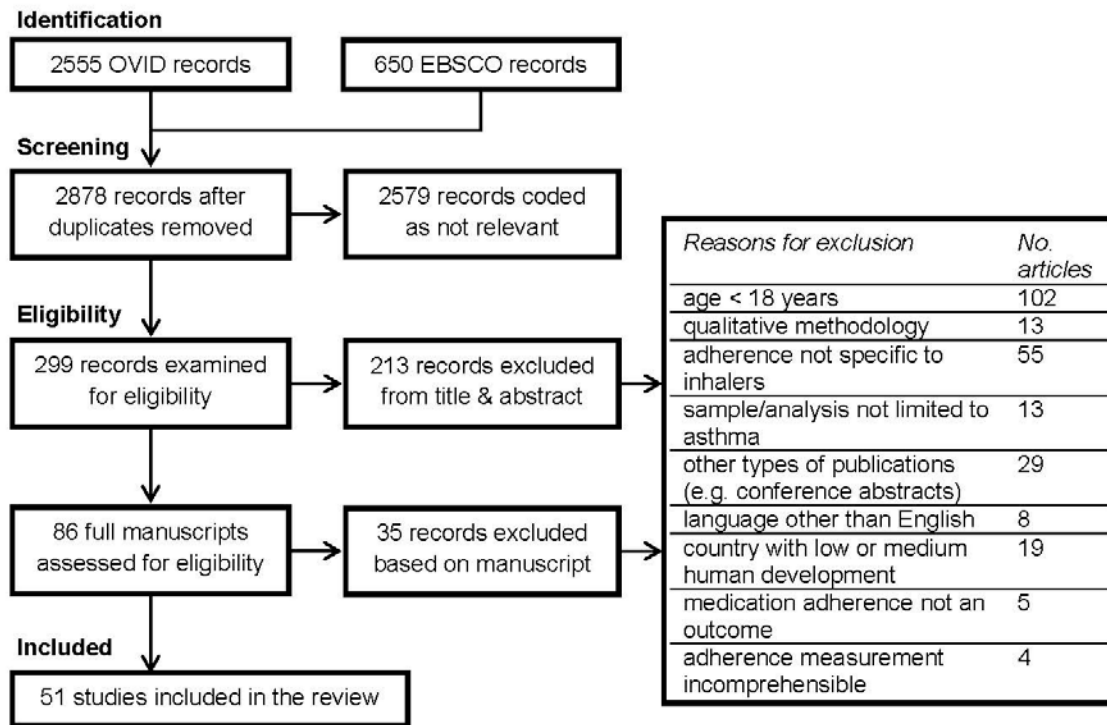 Identification
2555 OVID records
650 EBSCO records
Screening
2878 records after
duplicates removed
2579 records coded
as not relevant
Eligibility
299 records examined
for eligibility
213 records excluded
from title & abstract
86 full manuscripts
assessed for eligibility
35 records excluded
based on manuscript
Included
51 studies included in the review
Reasons for exclusion No.
articles
age < 18 years 102
qualitative methodology 13
adherence not specific to 55
inhalers
sample/analysis not limited to 13
asthma
other types of publications 29
(e.g. conference abstracts)
language other than English 8
country with low or medium 19
human development
medication adherence not an 5
outcome
adherence measurement 4
incomprehensible